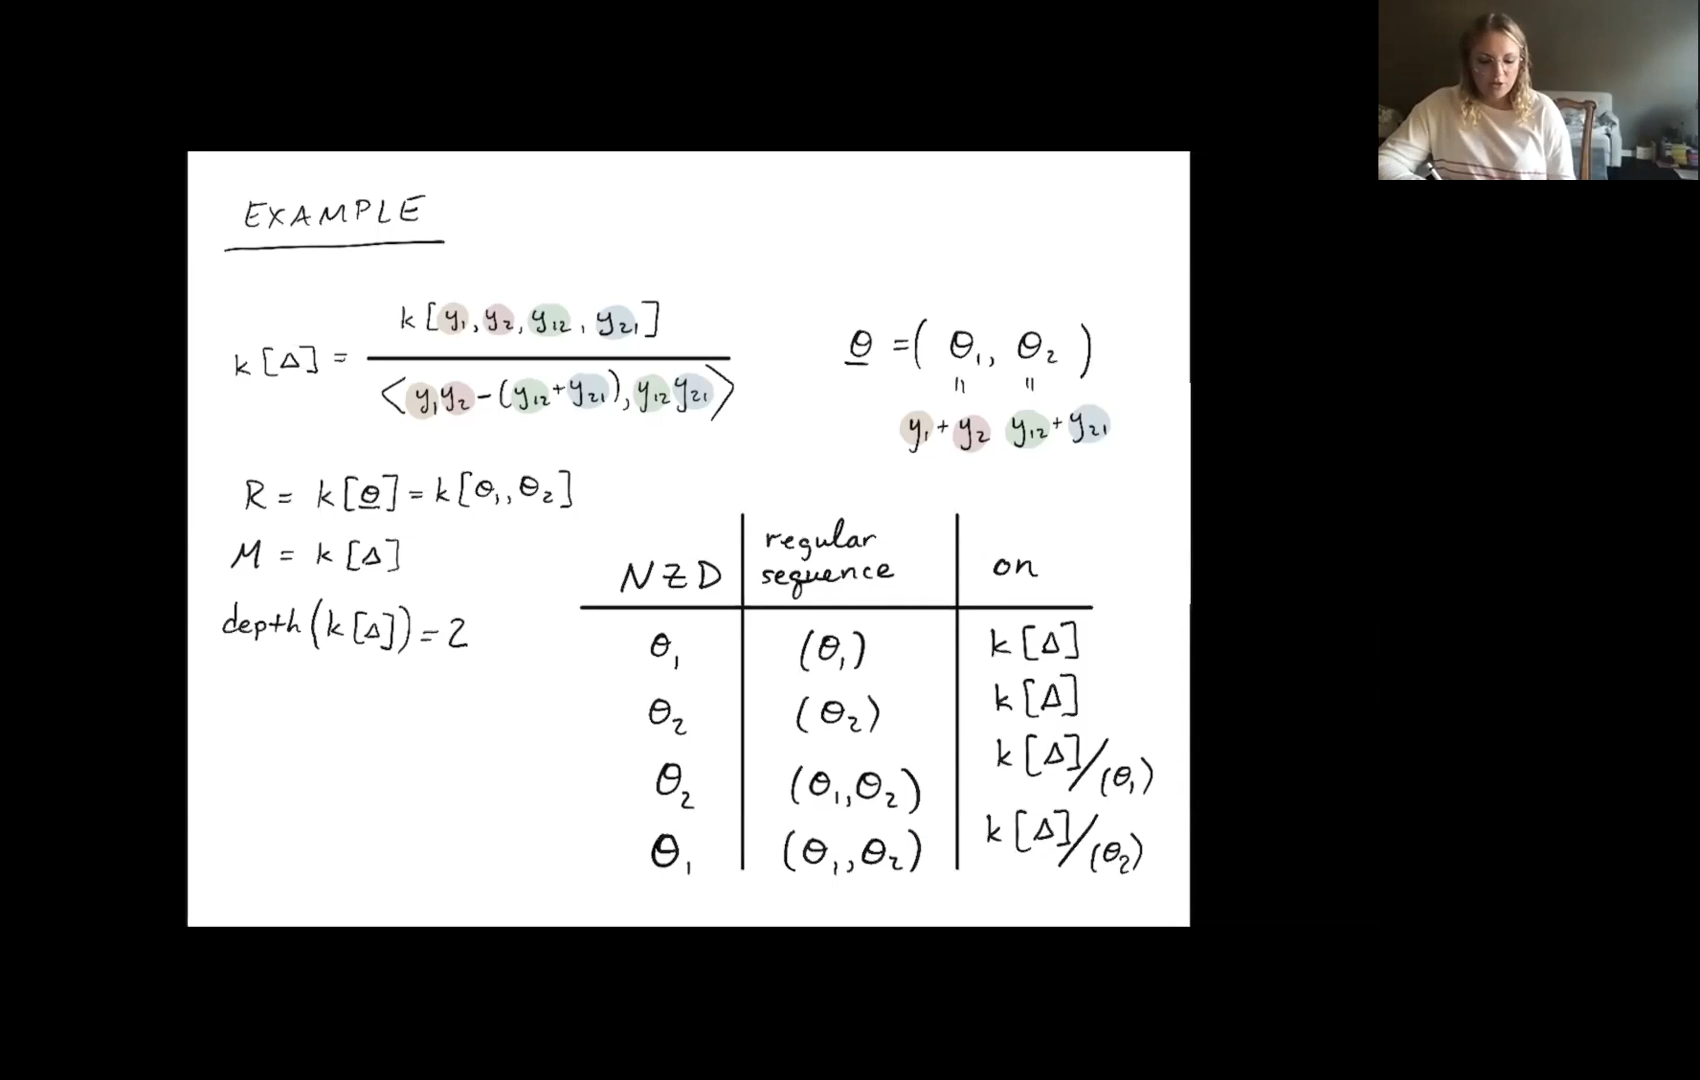 EXAMPLE
k[Δ] = k[y₁, y₂, y₁₂, y₂₁]
⟨y₁y₂ - (y₁₂ + y₂₁), y₁₂y₂₁⟩
θ = (θ₁, θ₂)
y₁ + y₂ y₁₂ + y₂₁
R = k[θ] = k[θ₁, θ₂]
M = k[Δ]
depth(k[Δ]) = 2
NZD regular sequence on
θ₁ (θ₁) k[Δ]
θ₂ (θ₂) k[Δ]
θ₂ (θ₁, θ₂) k[Δ]/(θ₁)
θ₁ (θ₁, θ₂) k[Δ]/(θ₂)